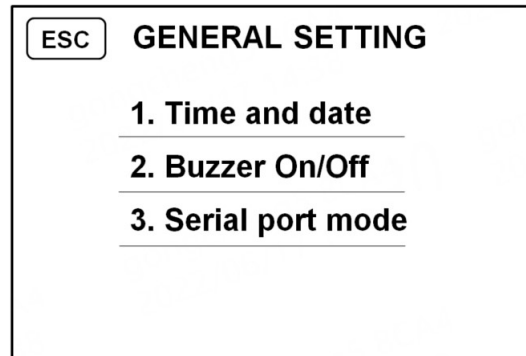 ESC GENERAL SETTING
1. Time and date
2. Buzzer On/Off
3. Serial port mode